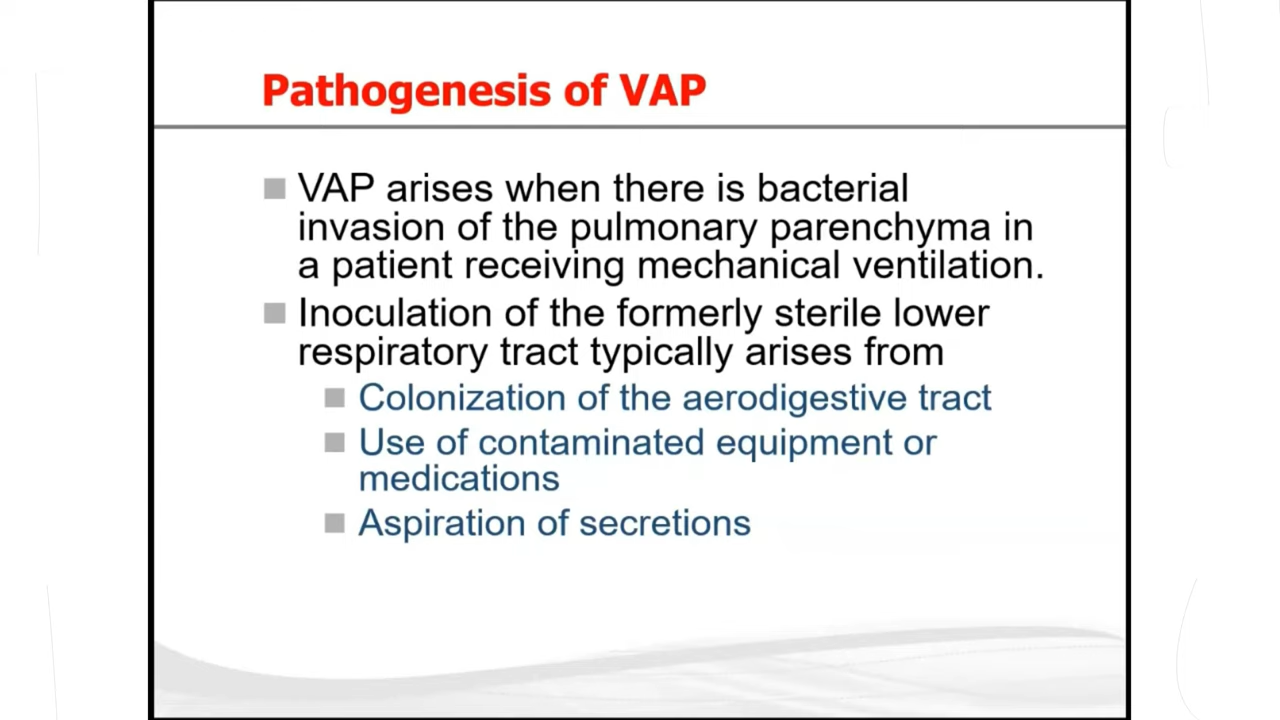 Pathogenesis of VAP
VAP arises when there is bacterial
invasion of the pulmonary parenchyma in
a patient receiving mechanical ventilation.
Inoculation of the formerly sterile lower
respiratory tract typically arises from
Colonization of the aerodigestive tract
Use of contaminated equipment or
medications
Aspiration of secretions